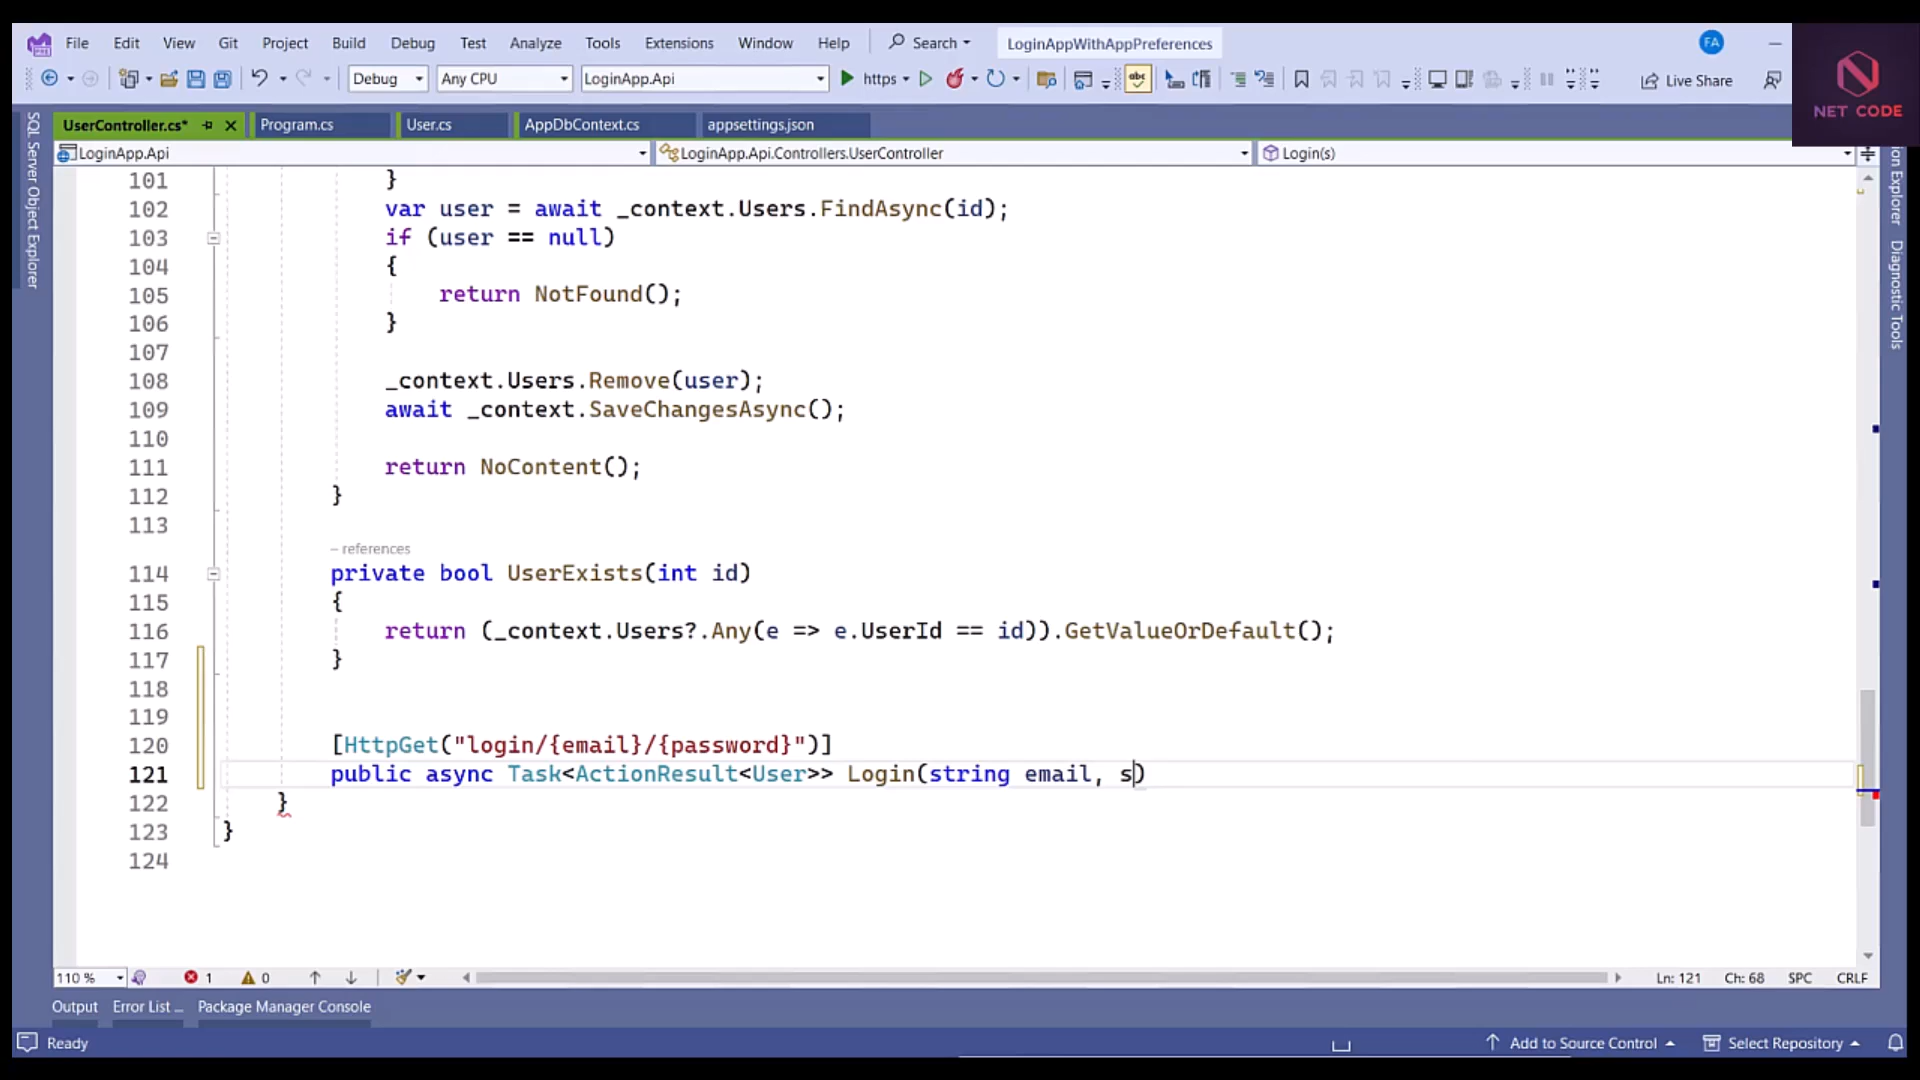 File Edit View Git Project Build Debug Test Analyze Tools Extensions Window Help Search LoginAppWithAppPreferences FA
Debug Any CPU LoginApp.Api https Live Share
NET CODE
UserController.cs* Program.cs User.cs AppDbContext.cs appsettings.json
LoginApp.Api LoginApp.Api.Controllers.UserController Login(s)
SQL Server Object Explorer
ion Explorer
Diagnostic Tools
101 }
102 var user = await _context.Users.FindAsync(id);
103 if (user == null)
104 {
105 return NotFound();
106 }
107
108 _context.Users.Remove(user);
109 await _context.SaveChangesAsync();
110
111 return NoContent();
112 }
113
– references
114 private bool UserExists(int id)
115 {
116 return (_context.Users?.Any(e => e.UserId == id)).GetValueOrDefault();
117 }
118
119
120 [HttpGet("login/{email}/{password}")]
121 public async Task<ActionResult<User>> Login(string email, s)
122 }
123 }
124
110 % 1 0 Ln: 121 Ch: 68 SPC CRLF
Output Error List ... Package Manager Console
Ready Add to Source Control Select Repository